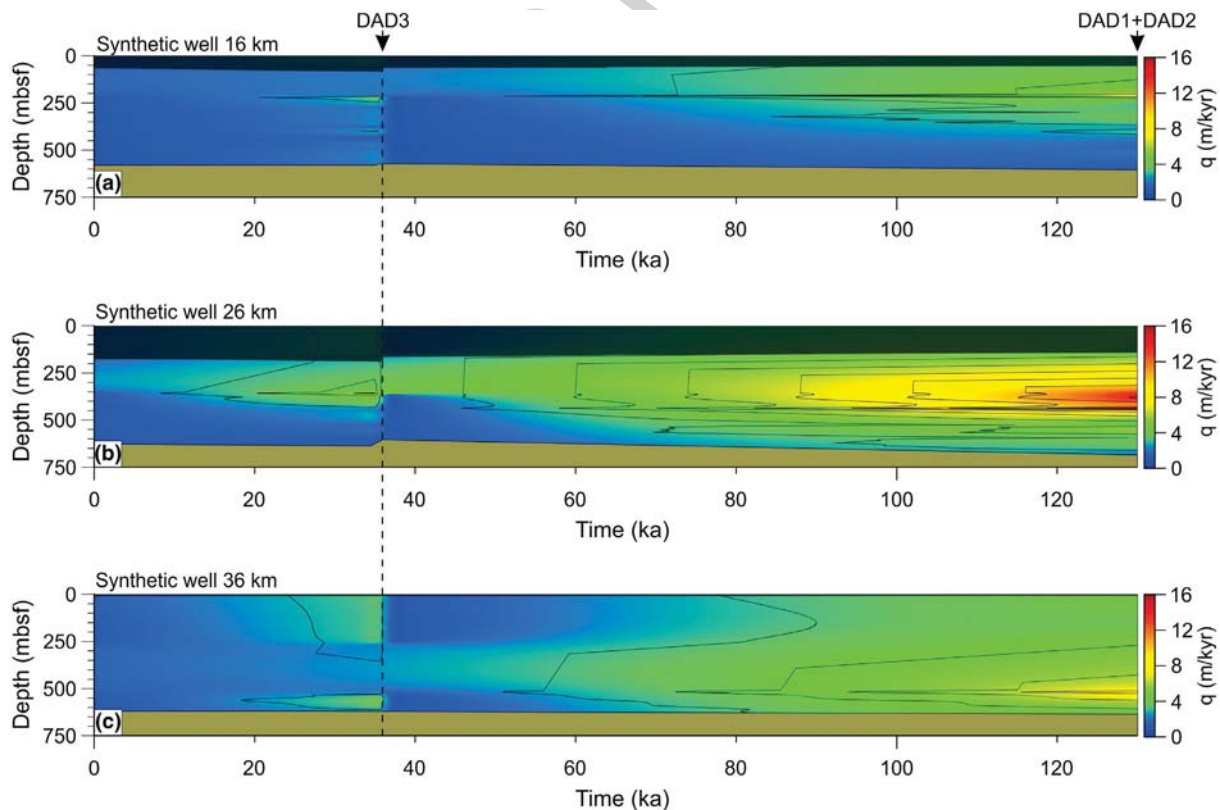 DAD3
DAD1+DAD2
Synthetic well 16 km
0
250
500
750
Depth (mbsf)
(a)
16
12
8
4
0
q (m/kyr)
0 20 40 60 80 100 120
Time (ka)
Synthetic well 26 km
0
250
500
750
Depth (mbsf)
(b)
16
12
8
4
0
q (m/kyr)
0 20 40 60 80 100 120
Time (ka)
Synthetic well 36 km
0
250
500
750
Depth (mbsf)
(c)
16
12
8
4
0
q (m/kyr)
0 20 40 60 80 100 120
Time (ka)